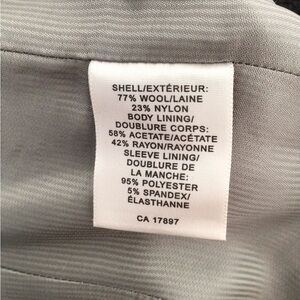 SHELL/EXTÉRIEUR:
77% WOOL/LAINE
23% NYLON
BODY LINING/
DOUBLURE CORPS:
58% ACETATE/ACÉTATE
42% RAYON/RAYONNE
SLEEVE LINING/
DOUBLURE DE
LA MANCHE:
95% POLYESTER
5% SPANDEX/
ÉLASTHANNE
CA 17897